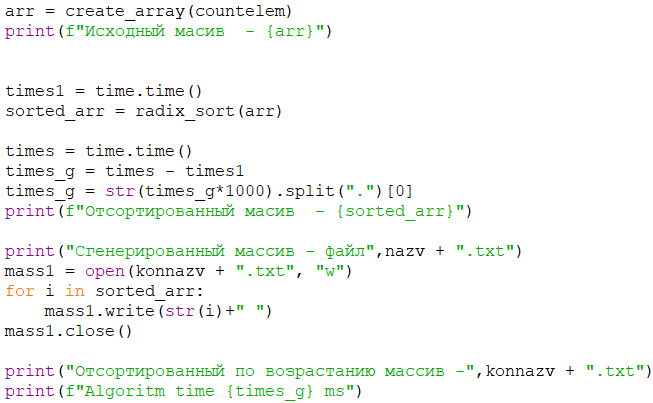 arr = create_array(countelem)
print(f"Исходный масив  - {arr}")
times1 = time.time()
sorted_arr = radix_sort(arr)
times = time.time()
times_g = times - times1
times_g = str(times_g*1000).split(".")[0]
print(f"Отсортированный масив  - {sorted_arr}")
print("Сгенерированный массив - файл",nazv + ".txt")
mass1 = open(konnazv + ".txt", "w")
for i in sorted_arr:
    mass1.write(str(i)+" ")
mass1.close()
print("Отсортированный по возрастанию массив -",konnazv + ".txt")
print(f"Algoritm time {times_g} ms")